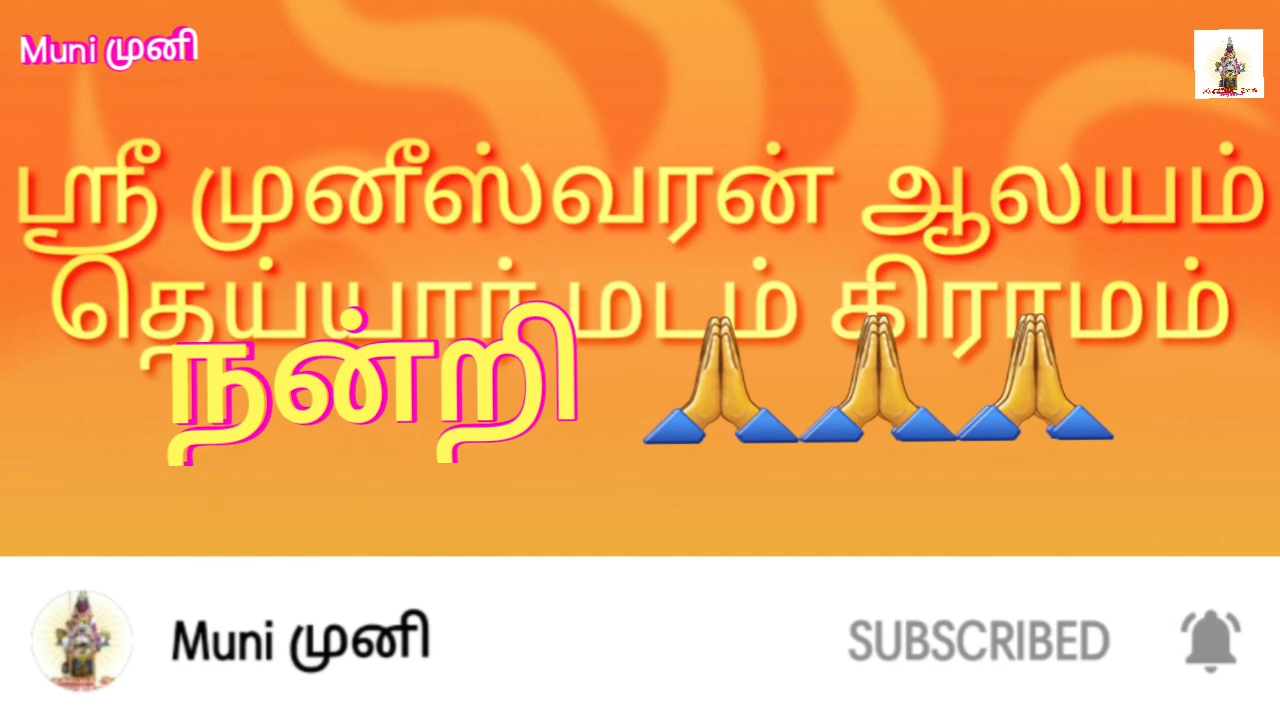 Muni முனி
ஸ்ரீ முனீஸ்வரன் ஆலயம்
தெய்யார்மடம் கிராமம்
நன்றி 🙏🙏🙏
Muni முனி
SUBSCRIBED